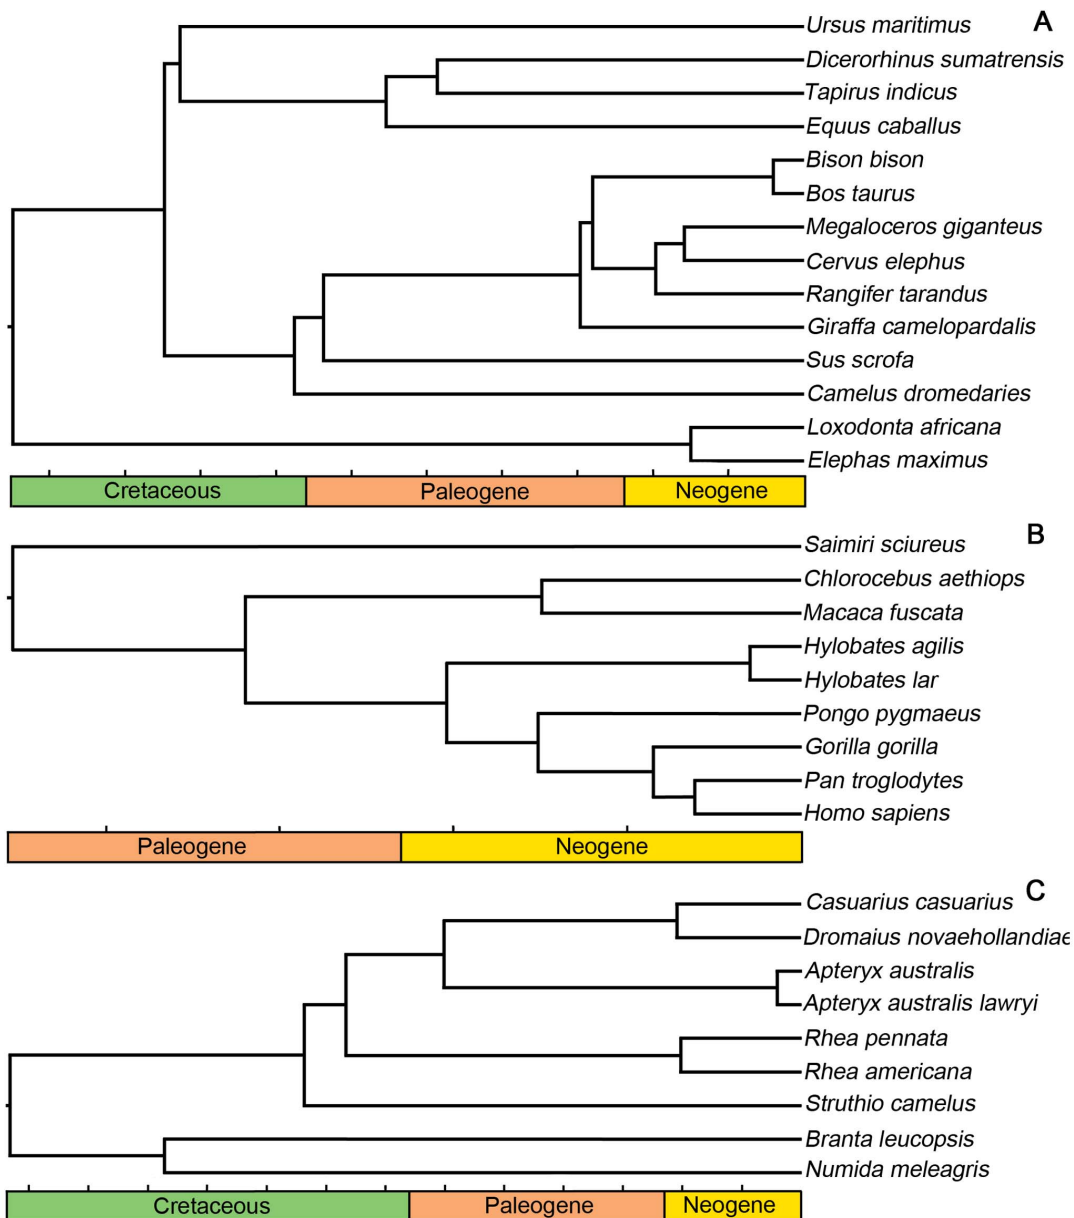 A
Ursus maritimus
Dicerorhinus sumatrensis
Tapirus indicus
Equus caballus
Bison bison
Bos taurus
Megaloceros giganteus
Cervus elephus
Rangifer tarandus
Giraffa camelopardalis
Sus scrofa
Camelus dromedaries
Loxodonta africana
Elephas maximus
Cretaceous Paleogene Neogene
B
Saimiri sciureus
Chlorocebus aethiops
Macaca fuscata
Hylobates agilis
Hylobates lar
Pongo pygmaeus
Gorilla gorilla
Pan troglodytes
Homo sapiens
Paleogene Neogene
C
Casuarius casuarius
Dromaius novaehollandiae
Apteryx australis
Apteryx australis lawryi
Rhea pennata
Rhea americana
Struthio camelus
Branta leucopsis
Numida meleagris
Cretaceous Paleogene Neogene